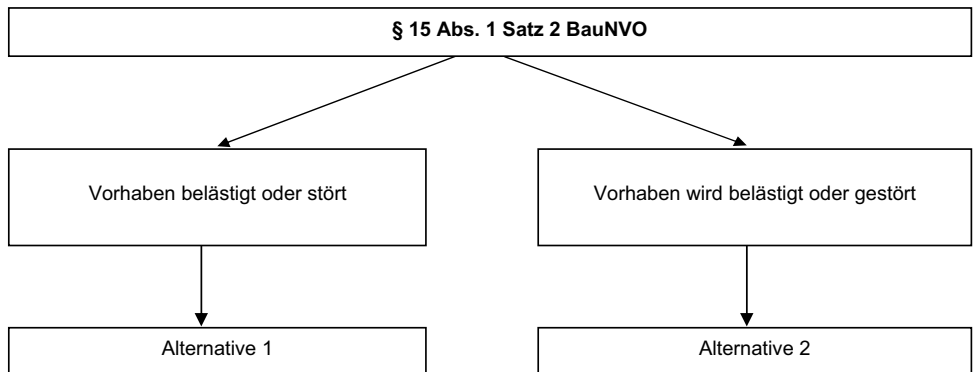 § 15 Abs. 1 Satz 2 BauNVO
Vorhaben belästigt oder stört
Vorhaben wird belästigt oder gestört
Alternative 1
Alternative 2